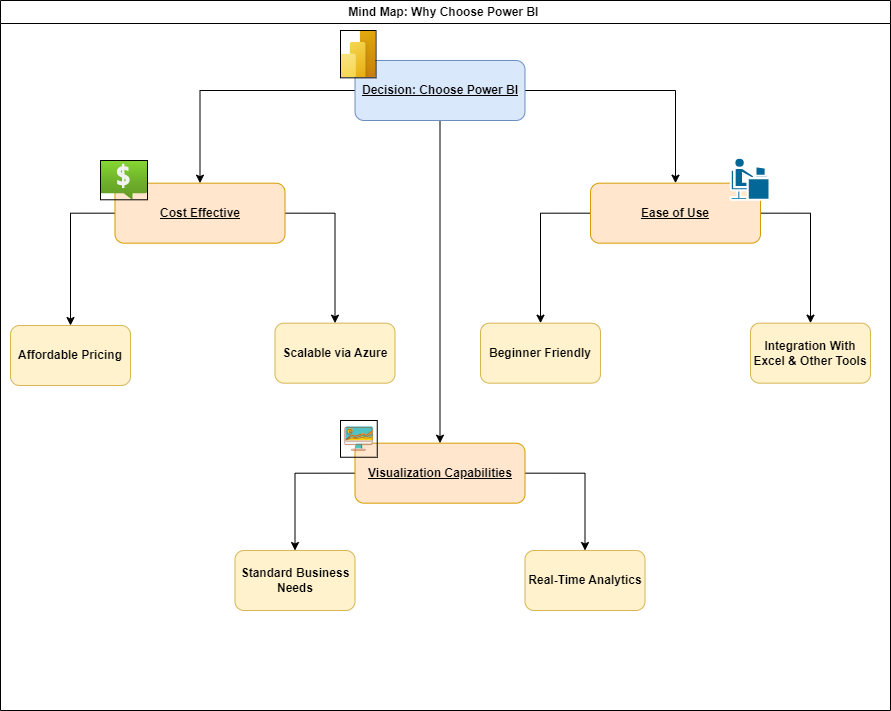 Mind Map: Why Choose Power BI
Decision: Choose Power BI
$
Cost Effective
Ease of Use
Affordable Pricing
Scalable via Azure
Beginner Friendly
Integration With
Excel & Other Tools
Visualization Capabilities
Standard Business
Needs
Real-Time Analytics